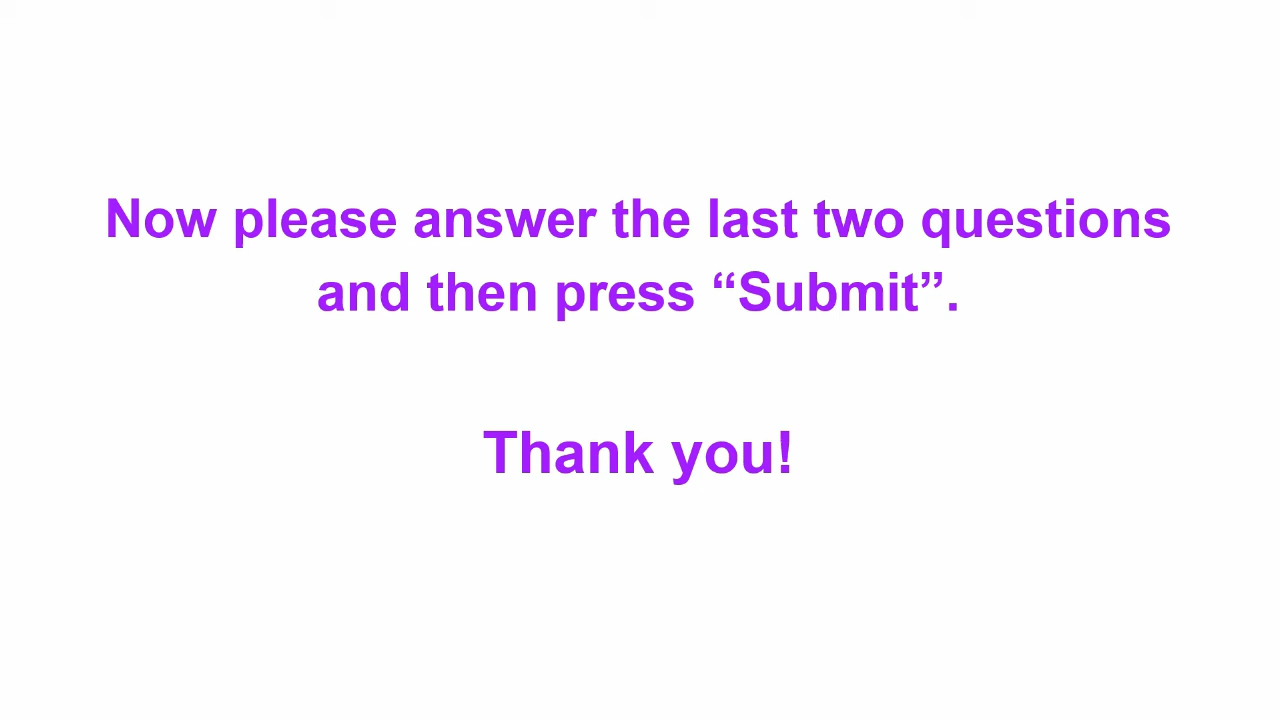 Now please answer the last two questions
and then press “Submit”.
Thank you!